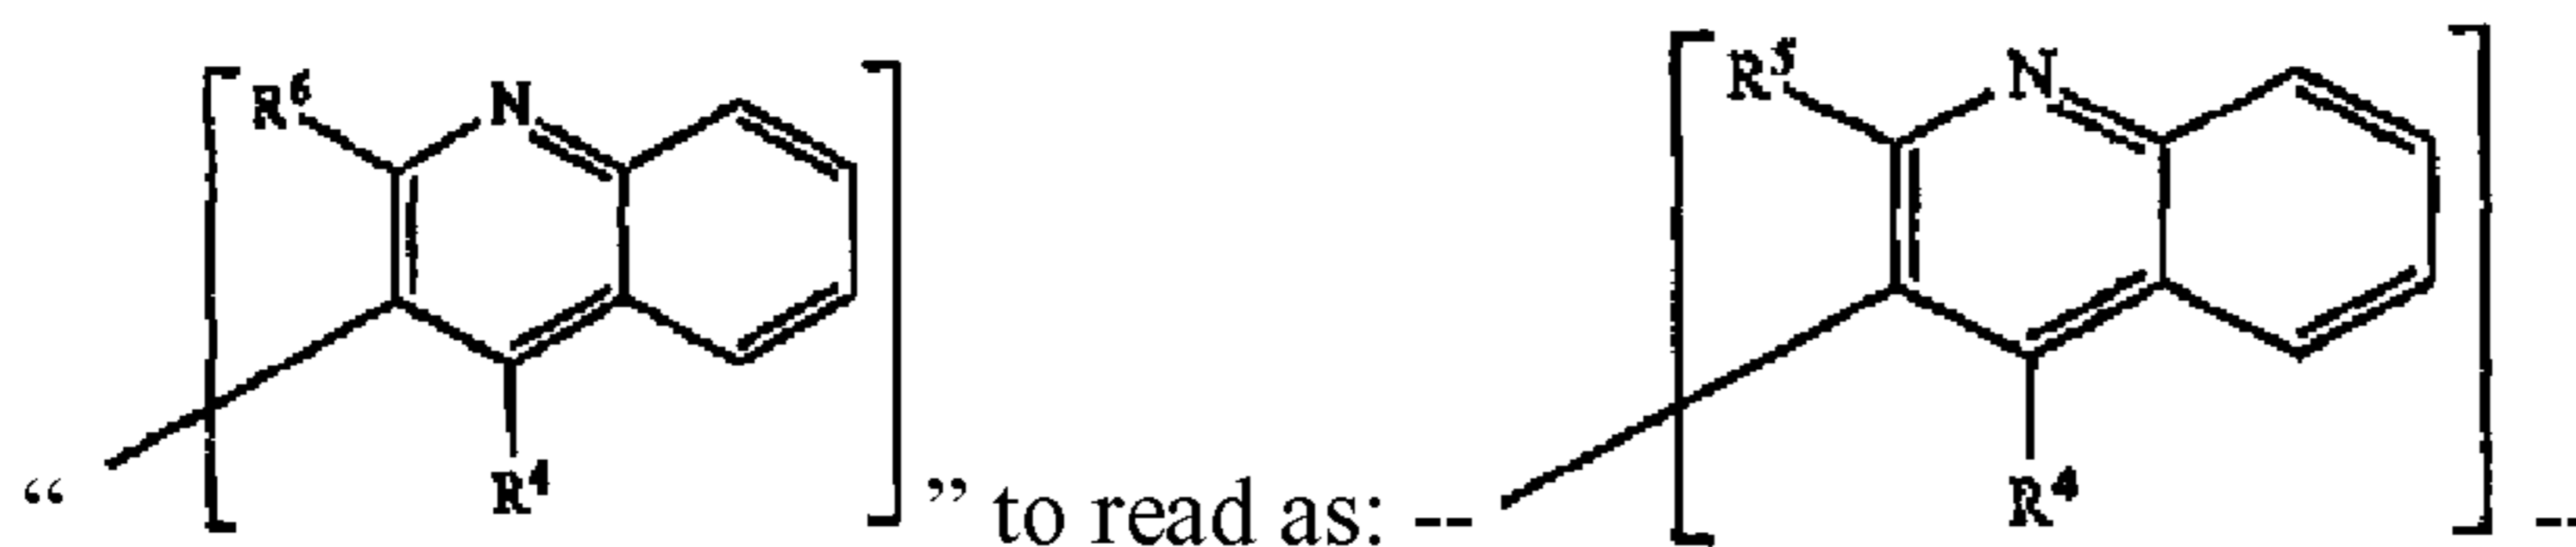 “ [ R⁶ N R⁴ ] ” to read as: -- [ R⁵ N R⁴ ] --